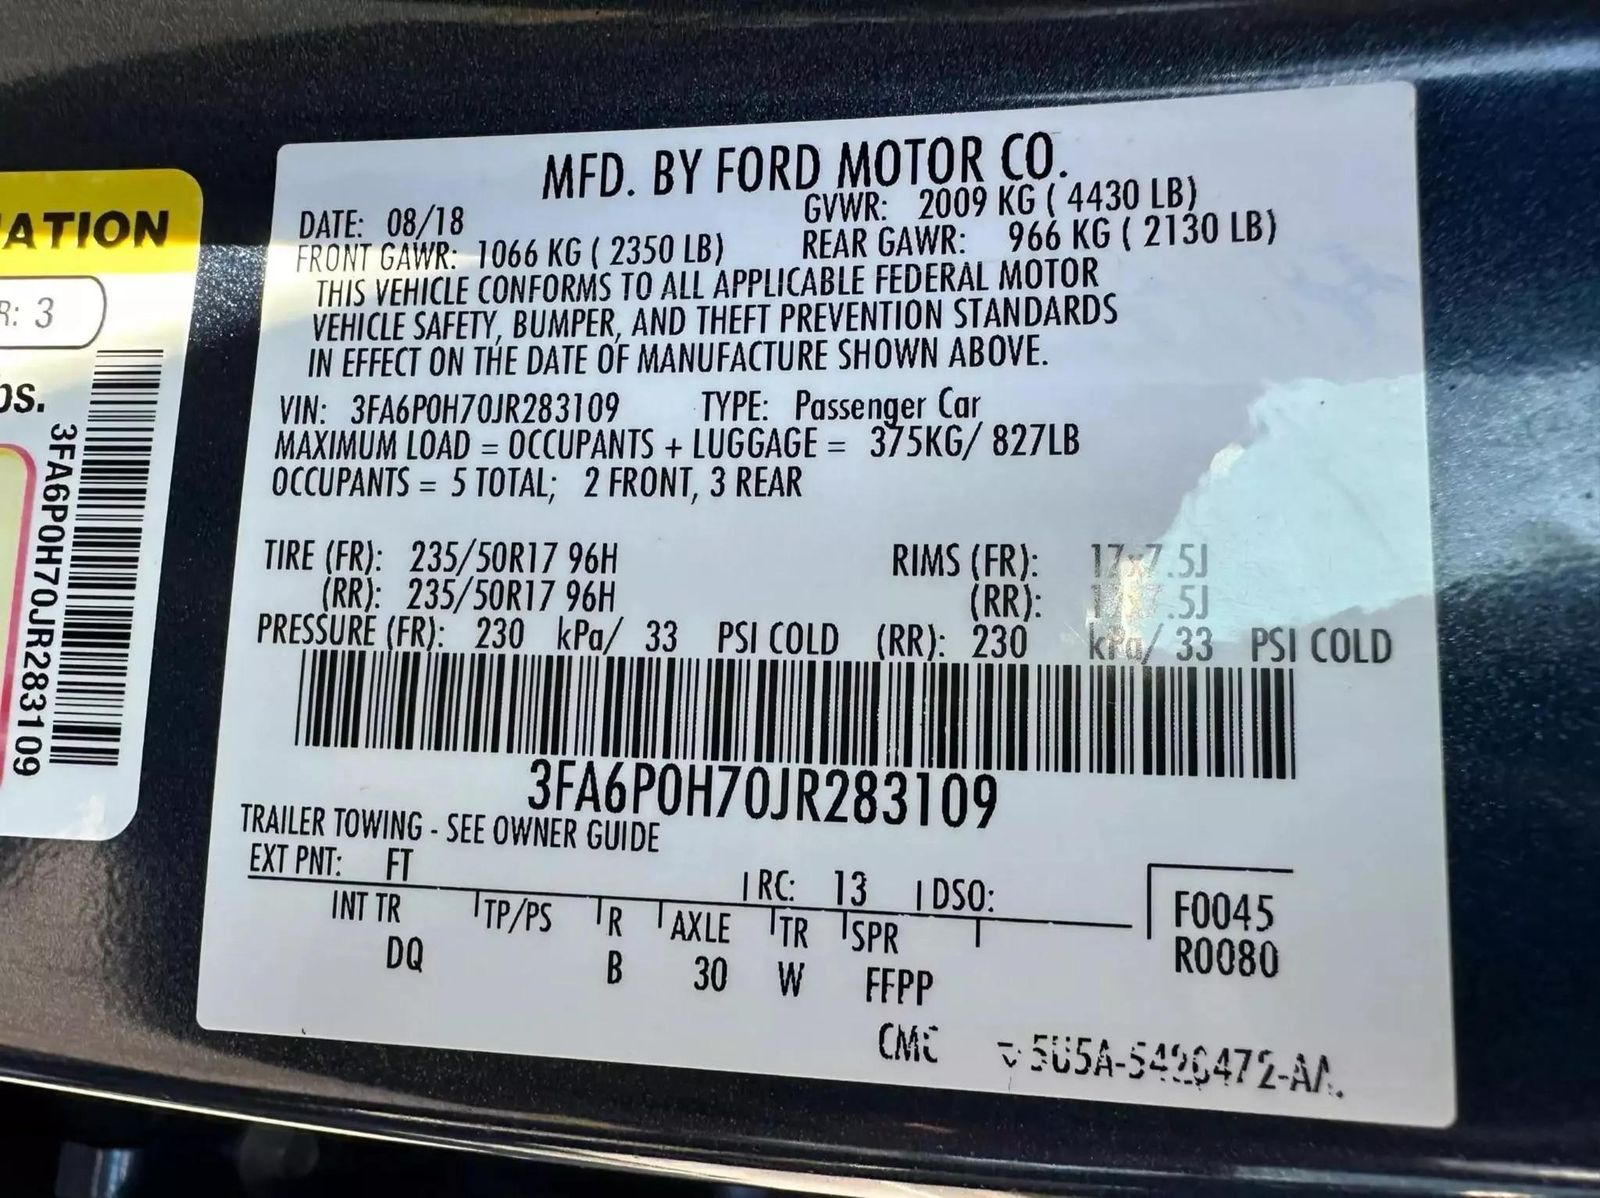 ATION
R: 3
bs.
3FA6P0H70JR283109
MFD. BY FORD MOTOR CO.
DATE: 08/18 GVWR: 2009 KG ( 4430 LB)
FRONT GAWR: 1066 KG ( 2350 LB) REAR GAWR: 966 KG ( 2130 LB)
THIS VEHICLE CONFORMS TO ALL APPLICABLE FEDERAL MOTOR
VEHICLE SAFETY, BUMPER, AND THEFT PREVENTION STANDARDS
IN EFFECT ON THE DATE OF MANUFACTURE SHOWN ABOVE.
VIN: 3FA6P0H70JR283109 TYPE: Passenger Car
MAXIMUM LOAD = OCCUPANTS + LUGGAGE = 375KG/ 827LB
OCCUPANTS = 5 TOTAL; 2 FRONT, 3 REAR
TIRE (FR): 235/50R17 96H RIMS (FR): 17x7.5J
(RR): 235/50R17 96H (RR): 17x7.5J
PRESSURE (FR): 230 kPa/ 33 PSI COLD (RR): 230 kPa/ 33 PSI COLD
3FA6P0H70JR283109
TRAILER TOWING - SEE OWNER GUIDE
EXT PNT: FT RC: 13 DSO:
INT TR TP/PS R AXLE TR SPR F0045
DQ B 30 W FFPP R0080
CMC